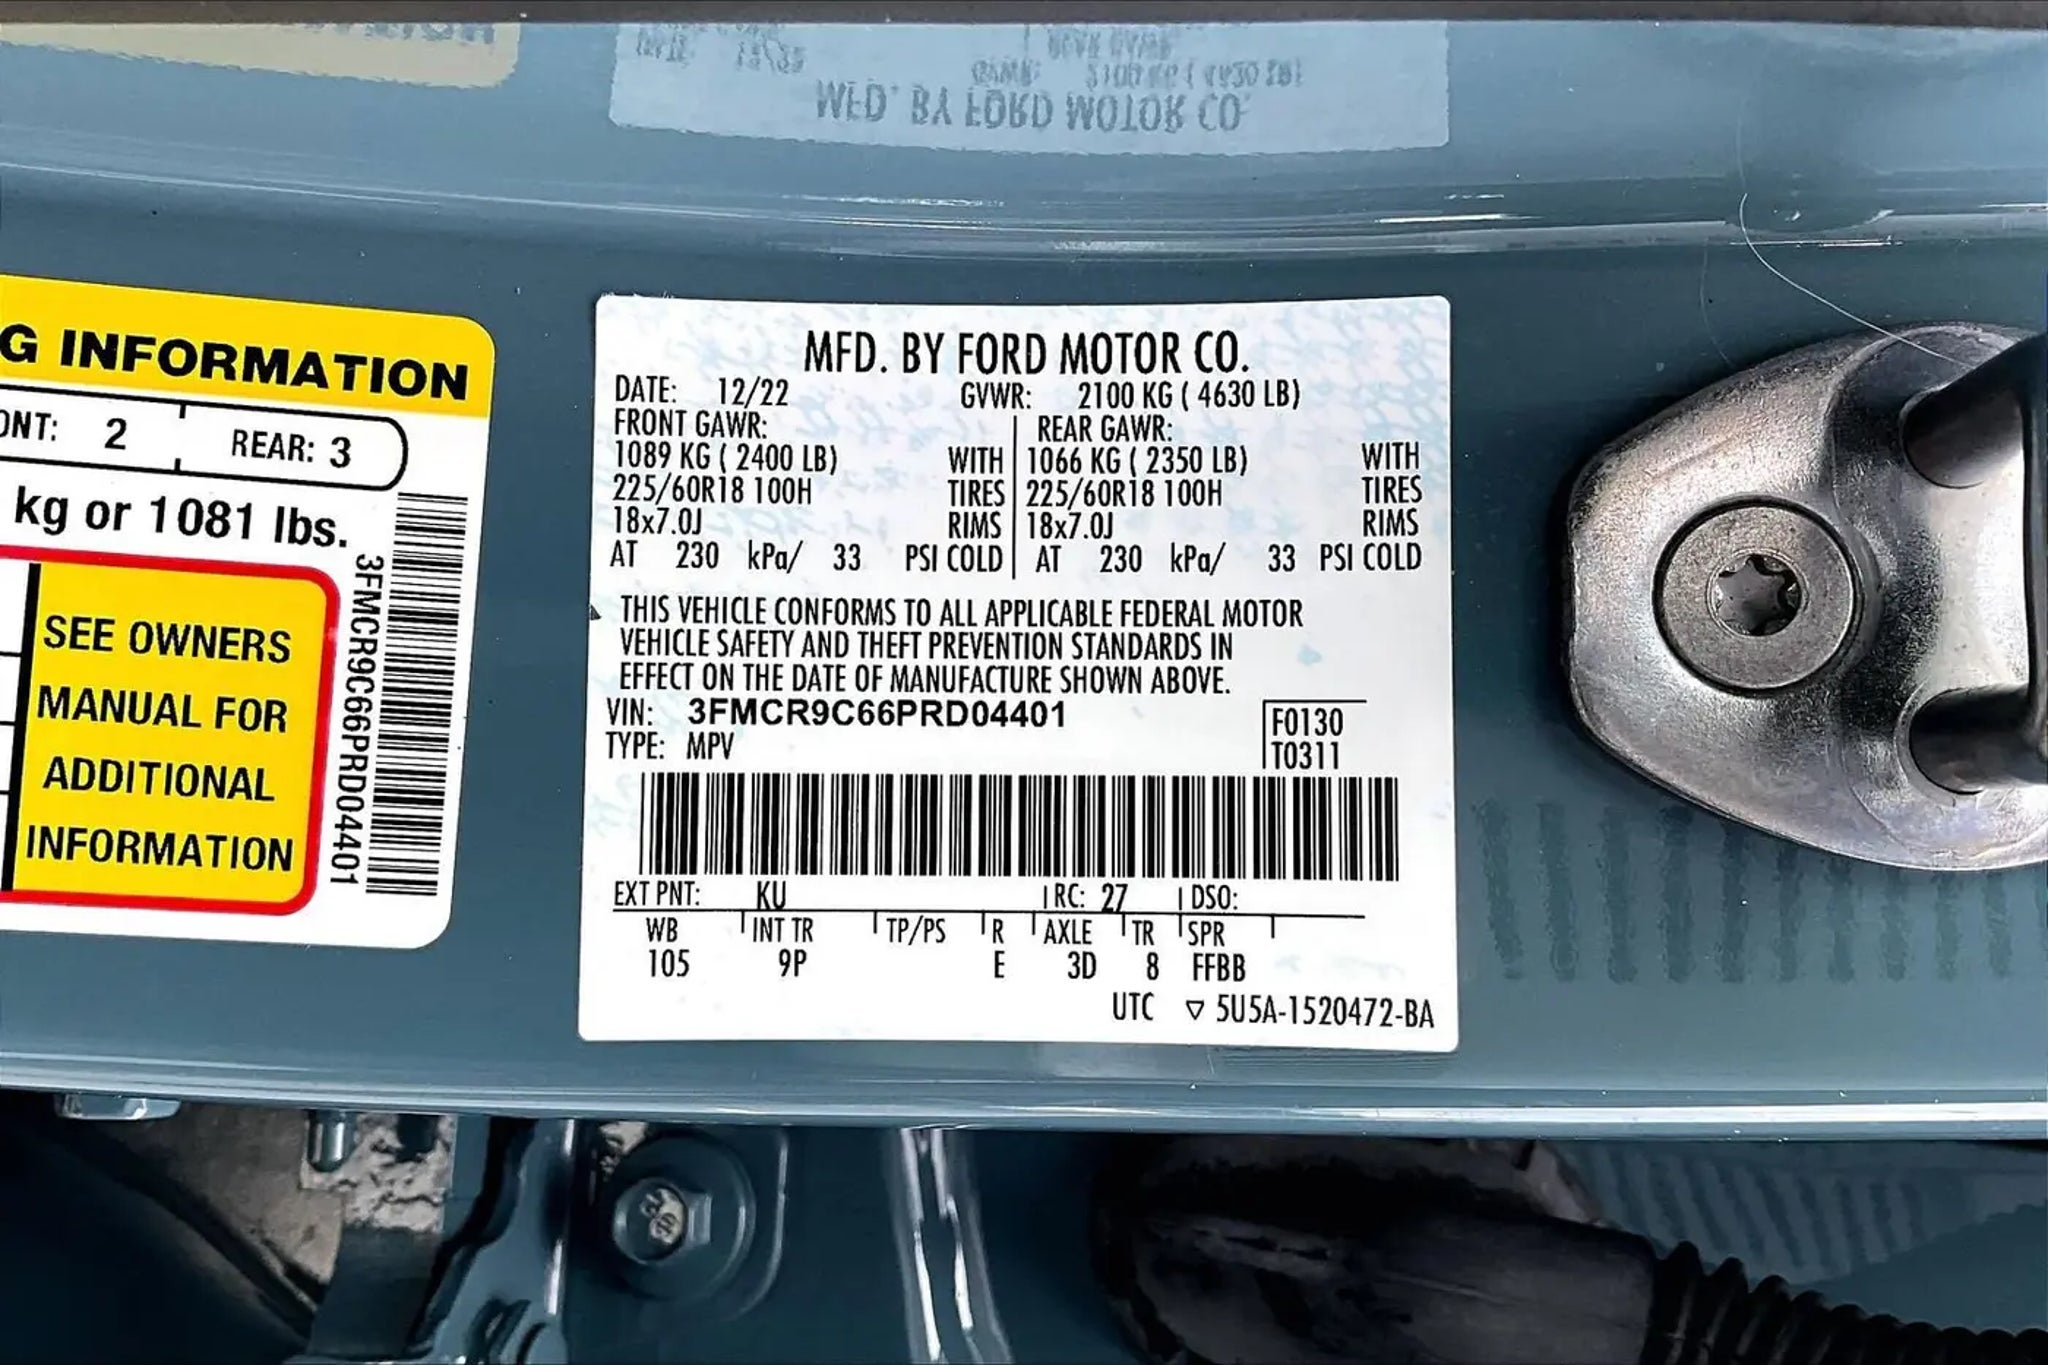 G INFORMATION
ONT: 2 REAR: 3
kg or 1081 lbs.
SEE OWNERS
MANUAL FOR
ADDITIONAL
INFORMATION
3FMCR9C66PRD04401
MFD. BY FORD MOTOR CO.
DATE: 12/22 GVWR: 2100 KG ( 4630 LB)
FRONT GAWR: REAR GAWR:
1089 KG ( 2400 LB) WITH 1066 KG ( 2350 LB) WITH
225/60R18 100H TIRES 225/60R18 100H TIRES
18x7.0J RIMS 18x7.0J RIMS
AT 230 kPa/ 33 PSI COLD AT 230 kPa/ 33 PSI COLD
THIS VEHICLE CONFORMS TO ALL APPLICABLE FEDERAL MOTOR
VEHICLE SAFETY AND THEFT PREVENTION STANDARDS IN
EFFECT ON THE DATE OF MANUFACTURE SHOWN ABOVE.
VIN: 3FMCR9C66PRD04401 F0130
TYPE: MPV T0311
EXT PNT: KU RC: 27 DSO:
WB INT TR TP/PS R AXLE TR SPR
105 9P E 3D 8 FFBB
UTC ▽ 5U5A-1520472-BA